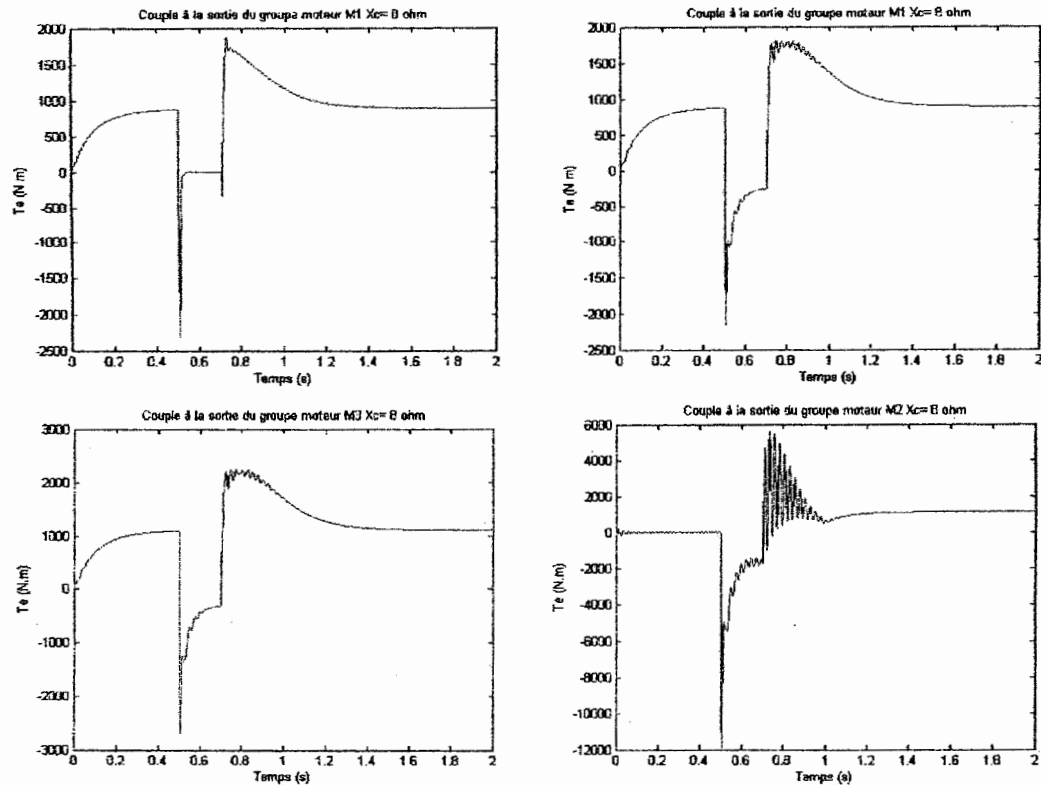 Couple à la sortie du groupe moteur M1 Xc= 8 ohm
2000
1500
1000
500
0
-500
-1000
-1500
-2000
-2500
Te (N m)
0 0.2 0.4 0.6 0.8 1 1.2 1.4 1.6 1.8 2
Temps (s)
Couple à la sortie du groupe moteur M1 Xc= 8 ohm
2000
1500
1000
500
0
-500
-1000
-1500
-2000
-2500
Te (N m)
0 0.2 0.4 0.6 0.8 1 1.2 1.4 1.6 1.8 2
Temps (s)
Couple à la sortie du groupe moteur M3 Xc= 8 ohm
3000
2000
1000
0
-1000
-2000
-3000
Te (N.m)
0 0.2 0.4 0.6 0.8 1 1.2 1.4 1.6 1.8 2
Temps (s)
Couple à la sortie du groupe moteur M2 Xc= 8 ohm
6000
4000
2000
0
-2000
-4000
-6000
-8000
-10000
-12000
Te (N.m)
0 0.2 0.4 0.6 0.8 1 1.2 1.4 1.6 1.8 2
Temps (s)